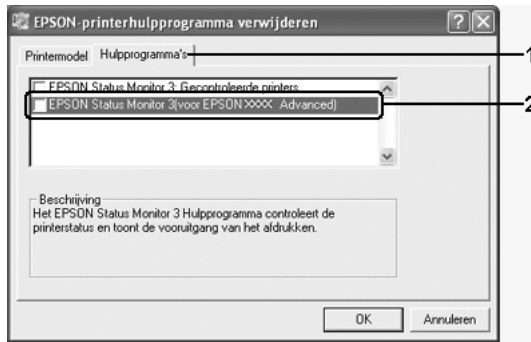 EPSON-printerhulpprogramma verwijderen
Printermodel Hulpprogramma's
1
EPSON Status Monitor 3: Gecontroleerde printers
EPSON Status Monitor 3(voor EPSON XXXX Advanced)
2
Beschrijving
Het EPSON Status Monitor 3 Hulpprogramma controleert de
printerstatus en toont de vooruitgang van het afdrukken.
OK Annuleren